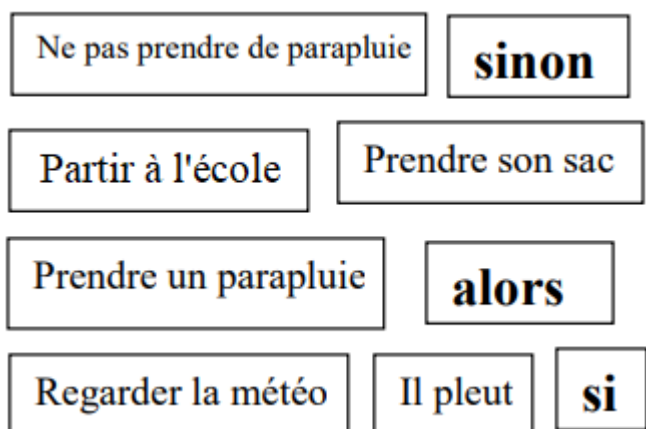 Ne pas prendre de parapluie
sinon
Partir à l'école
Prendre son sac
Prendre un parapluie
alors
Regarder la météo
Il pleut
si